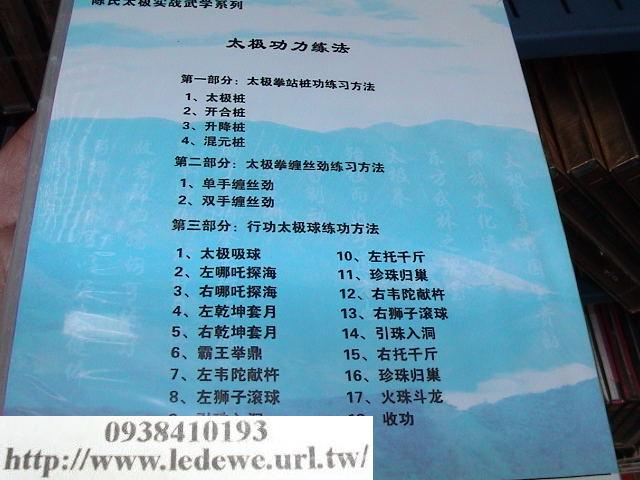 陈氏太极实战武学系列
太极功力练法
第一部分：太极拳站桩功练习方法
1、太极桩
2、开合桩
3、升降桩
4、混元桩
第二部分：太极拳缠丝劲练习方法
1、单手缠丝劲
2、双手缠丝劲
第三部分：行功太极球练功方法
1、太极吸球
2、左哪吒探海
3、右哪吒探海
4、左乾坤套月
5、右乾坤套月
6、霸王举鼎
7、左韦陀献杵
8、左狮子滚球
10、左托千斤
11、珍珠归巢
12、右韦陀献杵
13、右狮子滚球
14、引珠入洞
15、右托千斤
16、珍珠归巢
17、火珠斗龙
收功
0938410193
http://www.ledewe.url.tw/